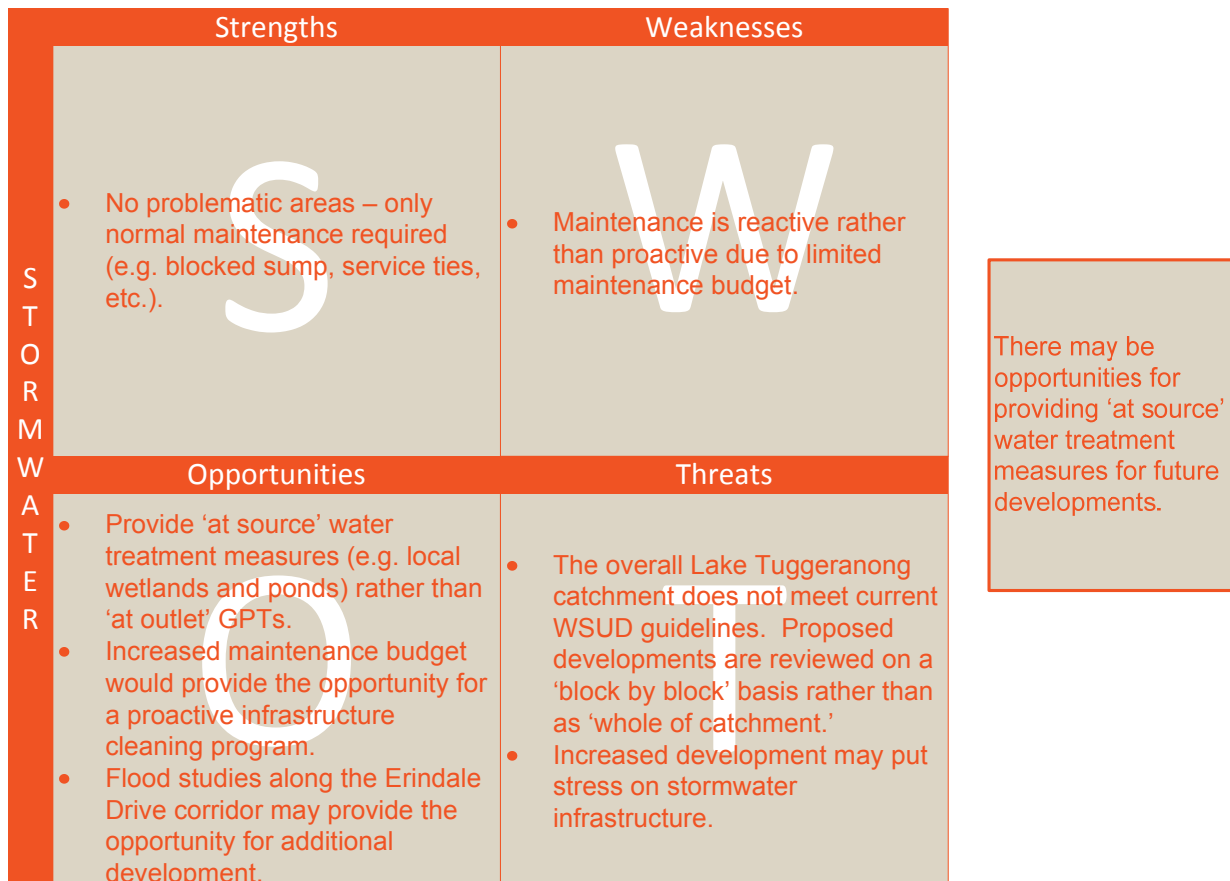 STORMWATER
Strengths
S
No problematic areas – only
normal maintenance required
(e.g. blocked sump, service ties,
etc.).
Weaknesses
W
Maintenance is reactive rather
than proactive due to limited
maintenance budget.
Opportunities
O
Provide ‘at source’ water
treatment measures (e.g. local
wetlands and ponds) rather than
‘at outlet’ GPTs.
Increased maintenance budget
would provide the opportunity for
a proactive infrastructure
cleaning program.
Flood studies along the Erindale
Drive corridor may provide the
opportunity for additional
development.
Threats
T
The overall Lake Tuggeranong
catchment does not meet current
WSUD guidelines.  Proposed
developments are reviewed on a
‘block by block’ basis rather than
as ‘whole of catchment.’
Increased development may put
stress on stormwater
infrastructure.
There may be
opportunities for
providing ‘at source’
water treatment
measures for future
developments.